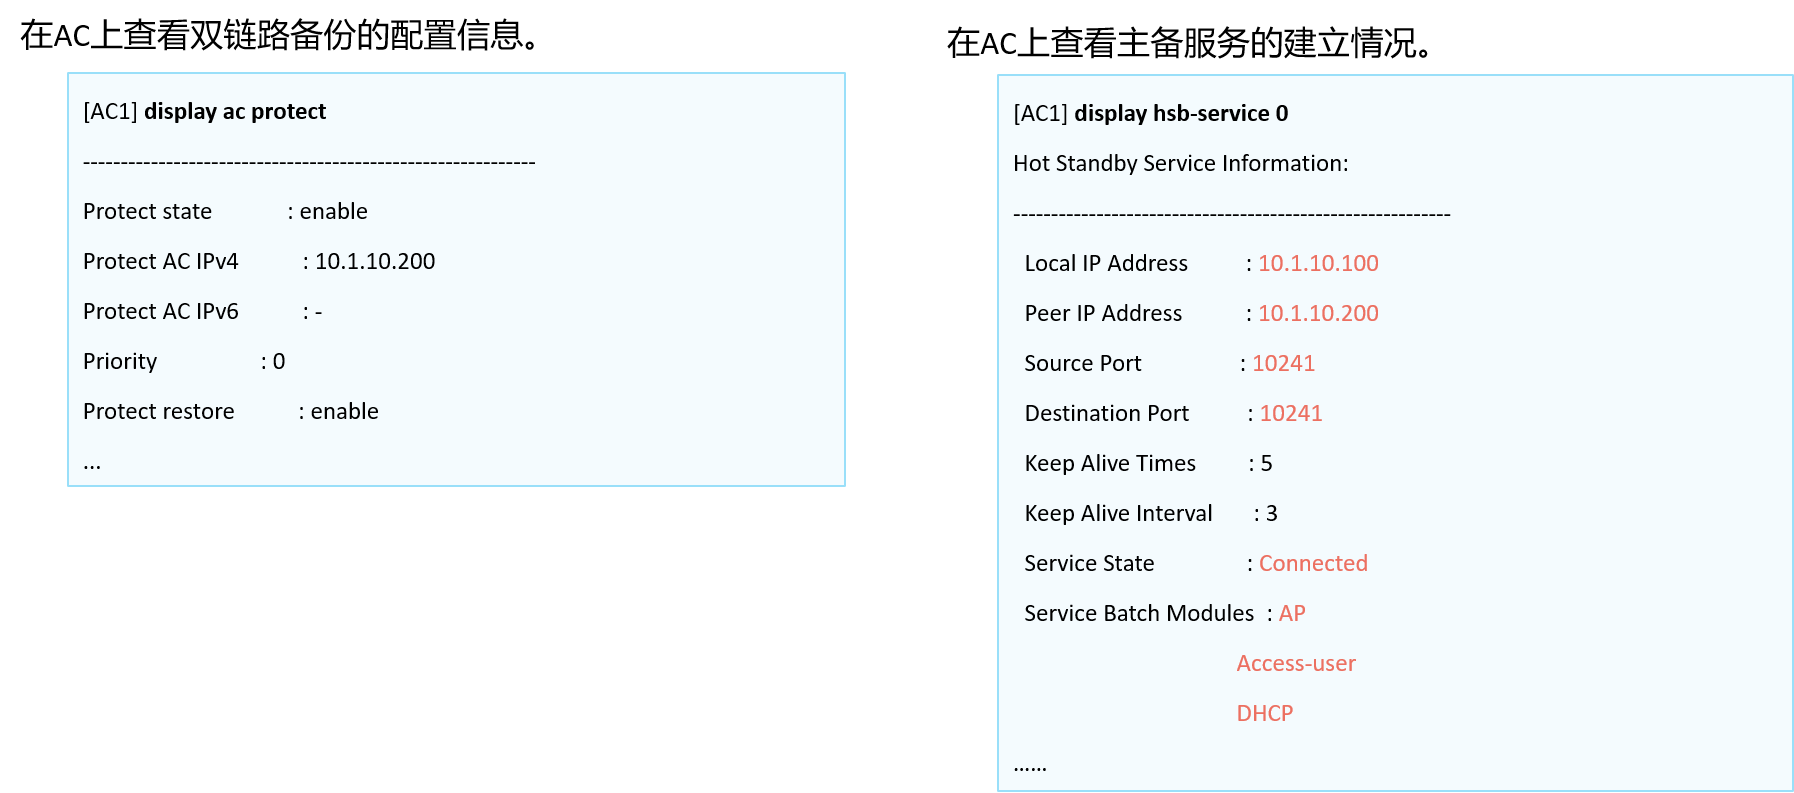 在AC上查看双链路备份的配置信息。
[AC1] display ac protect
------------------------------------------------------------
Protect state : enable
Protect AC IPv4 : 10.1.10.200
Protect AC IPv6 : -
Priority : 0
Protect restore : enable
...
在AC上查看主备服务的建立情况。
[AC1] display hsb-service 0
Hot Standby Service Information:
----------------------------------------------------------
Local IP Address : 10.1.10.100
Peer IP Address : 10.1.10.200
Source Port : 10241
Destination Port : 10241
Keep Alive Times : 5
Keep Alive Interval : 3
Service State : Connected
Service Batch Modules : AP
Access-user
DHCP
......